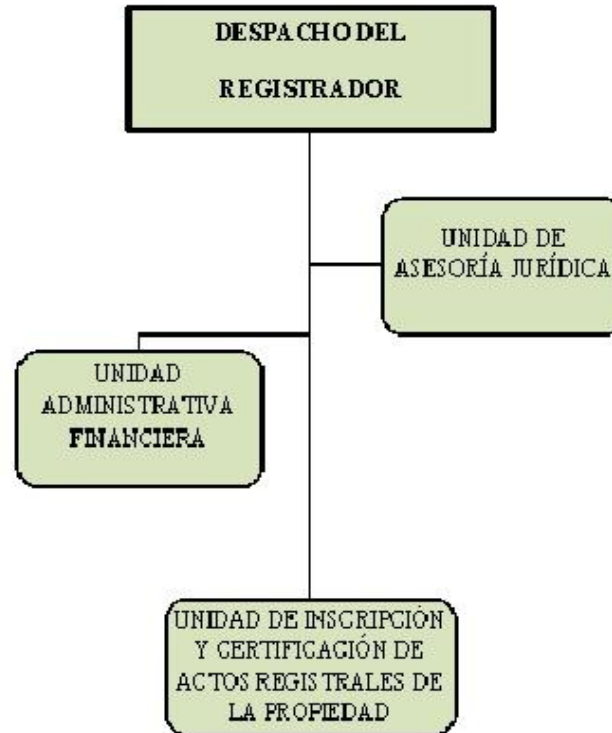 DESPACHO DEL
REGISTRADOR
UNIDAD DE
ASESORÍA JURÍDICA
UNIDAD
ADMINISTRATIVA
FINANCIERA
UNIDAD DE INSCRIPCIÓN
Y CERTIFICACIÓN DE
ACTOS REGISTRALES DE
LA PROPIEDAD